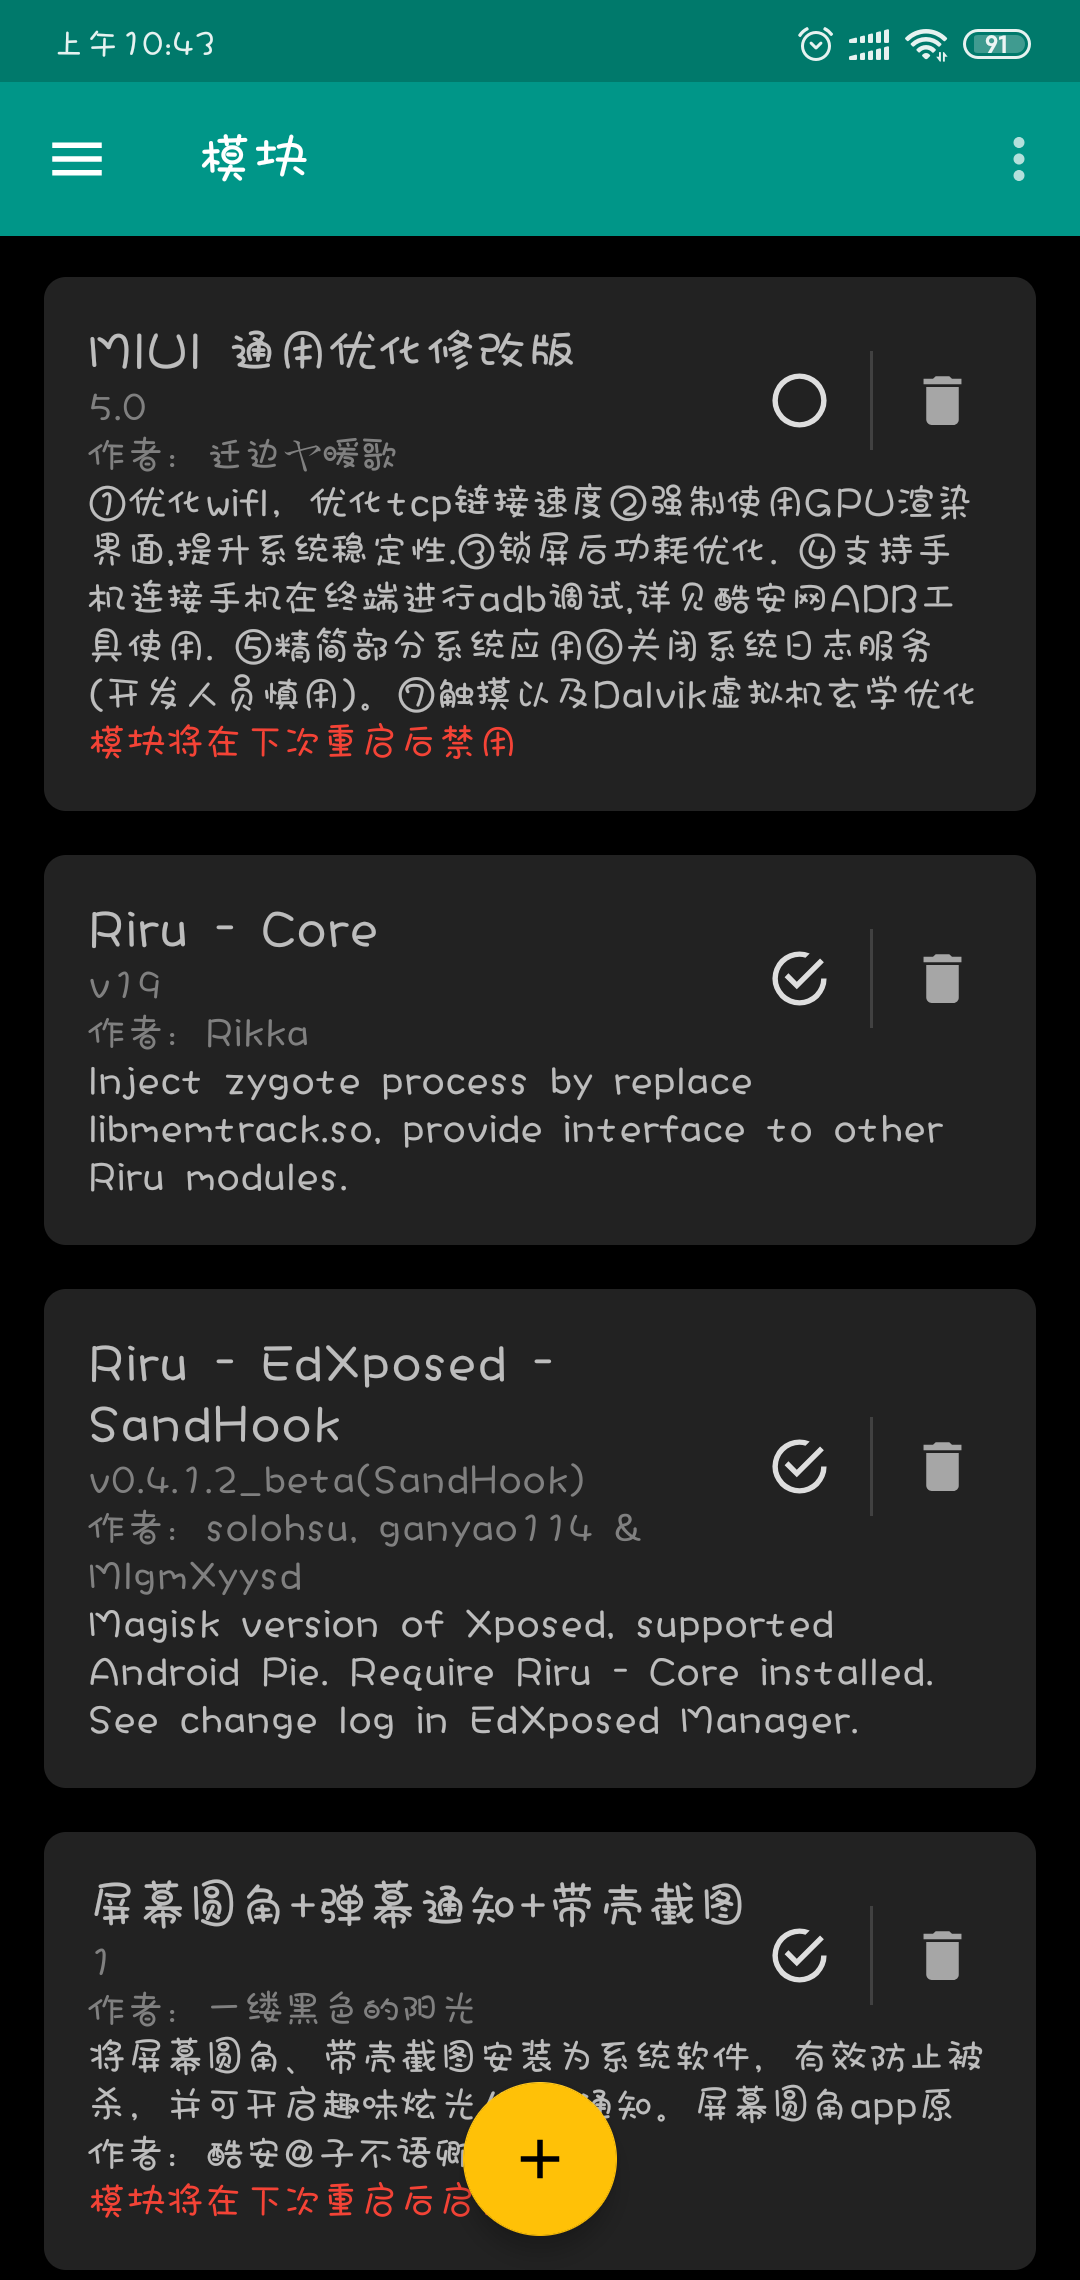 上午10:43
91
模块
MIUI 通用优化修改版
5.0
作者： 迁边ヤ暖歌
①优化wifi，优化tcp链接速度②强制使用GPU渲染
界面,提升系统稳定性.③锁屏后功耗优化. ④支持手
机连接手机在终端进行adb调试,详见酷安网ADB工
具使用. ⑤精简部分系统应用⑥关闭系统日志服务
(开发人员慎用)。⑦触摸以及Dalvik虚拟机玄学优化
模块将在下次重启后禁用
Riru - Core
v19
作者： Rikka
Inject zygote process by replace
libmemtrack.so, provide interface to other
Riru modules.
Riru - EdXposed -
SandHook
v0.4.1.2_beta(SandHook)
作者： solohsu, ganyao114 &
MlgmXyysd
Magisk version of Xposed, supported
Android Pie. Require Riru - Core installed.
See change log in EdXposed Manager.
屏幕圆角+弹幕通知+带壳截图
1
作者： 一缕黑色的阳光
将屏幕圆角、带壳截图安装为系统软件，有效防止被
杀，并可开启趣味炫光 通知。屏幕圆角app原
作者： 酷安@子不语卿
模块将在下次重启后启